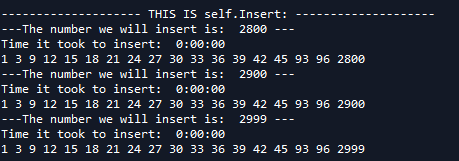 -------------------- THIS IS self.Insert: --------------------
---The number we will insert is:  2800 ---
Time it took to insert:  0:00:00
1 3 9 12 15 18 21 24 27 30 33 36 39 42 45 93 96 2800
---The number we will insert is:  2900 ---
Time it took to insert:  0:00:00
1 3 9 12 15 18 21 24 27 30 33 36 39 42 45 93 96 2900
---The number we will insert is:  2999 ---
Time it took to insert:  0:00:00
1 3 9 12 15 18 21 24 27 30 33 36 39 42 45 93 96 2999